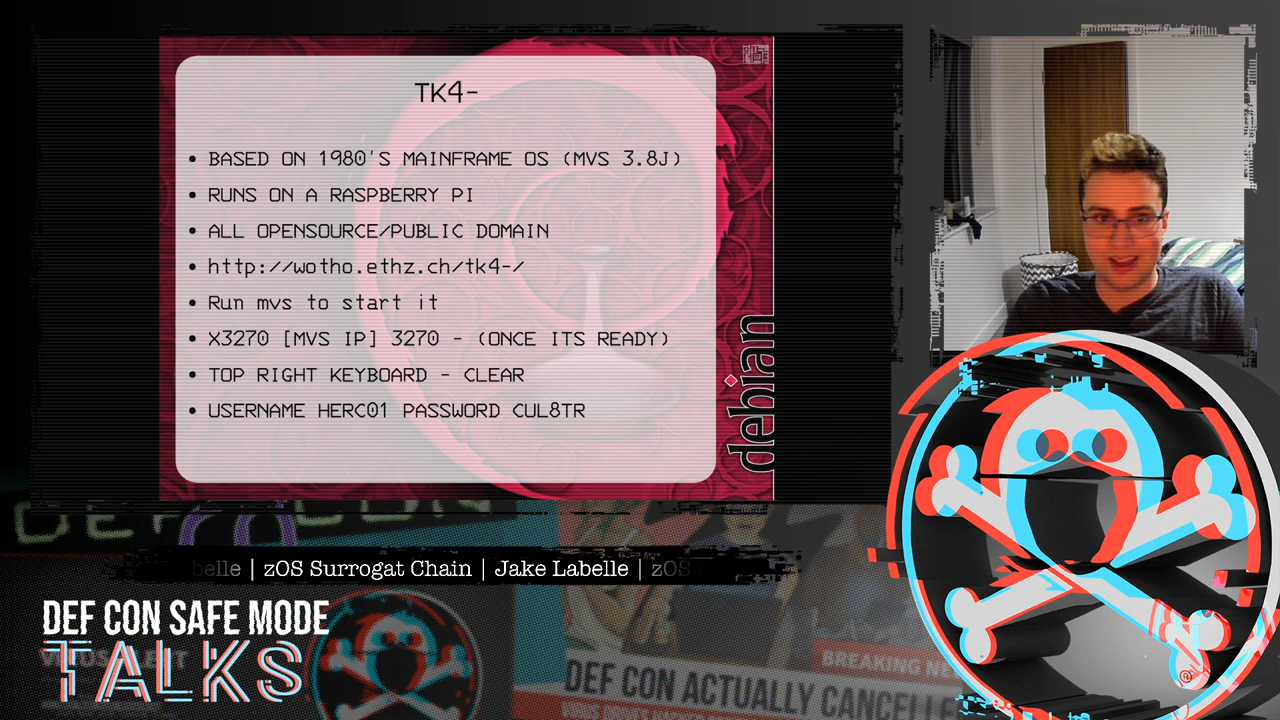 TK4-
• BASED ON 1980'S MAINFRAME OS (MVS 3.8J)
• RUNS ON A RASPBERRY PI
• ALL OPENSOURCE/PUBLIC DOMAIN
• http://wotho.ethz.ch/tk4-/
• Run mvs to start it
• X3270 [MVS IP] 3270 - (ONCE ITS READY)
• TOP RIGHT KEYBOARD - CLEAR
• USERNAME HERC01 PASSWORD CUL8TR
debian
DEF CON
belle | zOS Surrogat Chain | Jake Labelle | zOS
DEF CON SAFE MODE
TALKS
BREAKING NE
DEF CON ACTUALLY CANCELLE
®